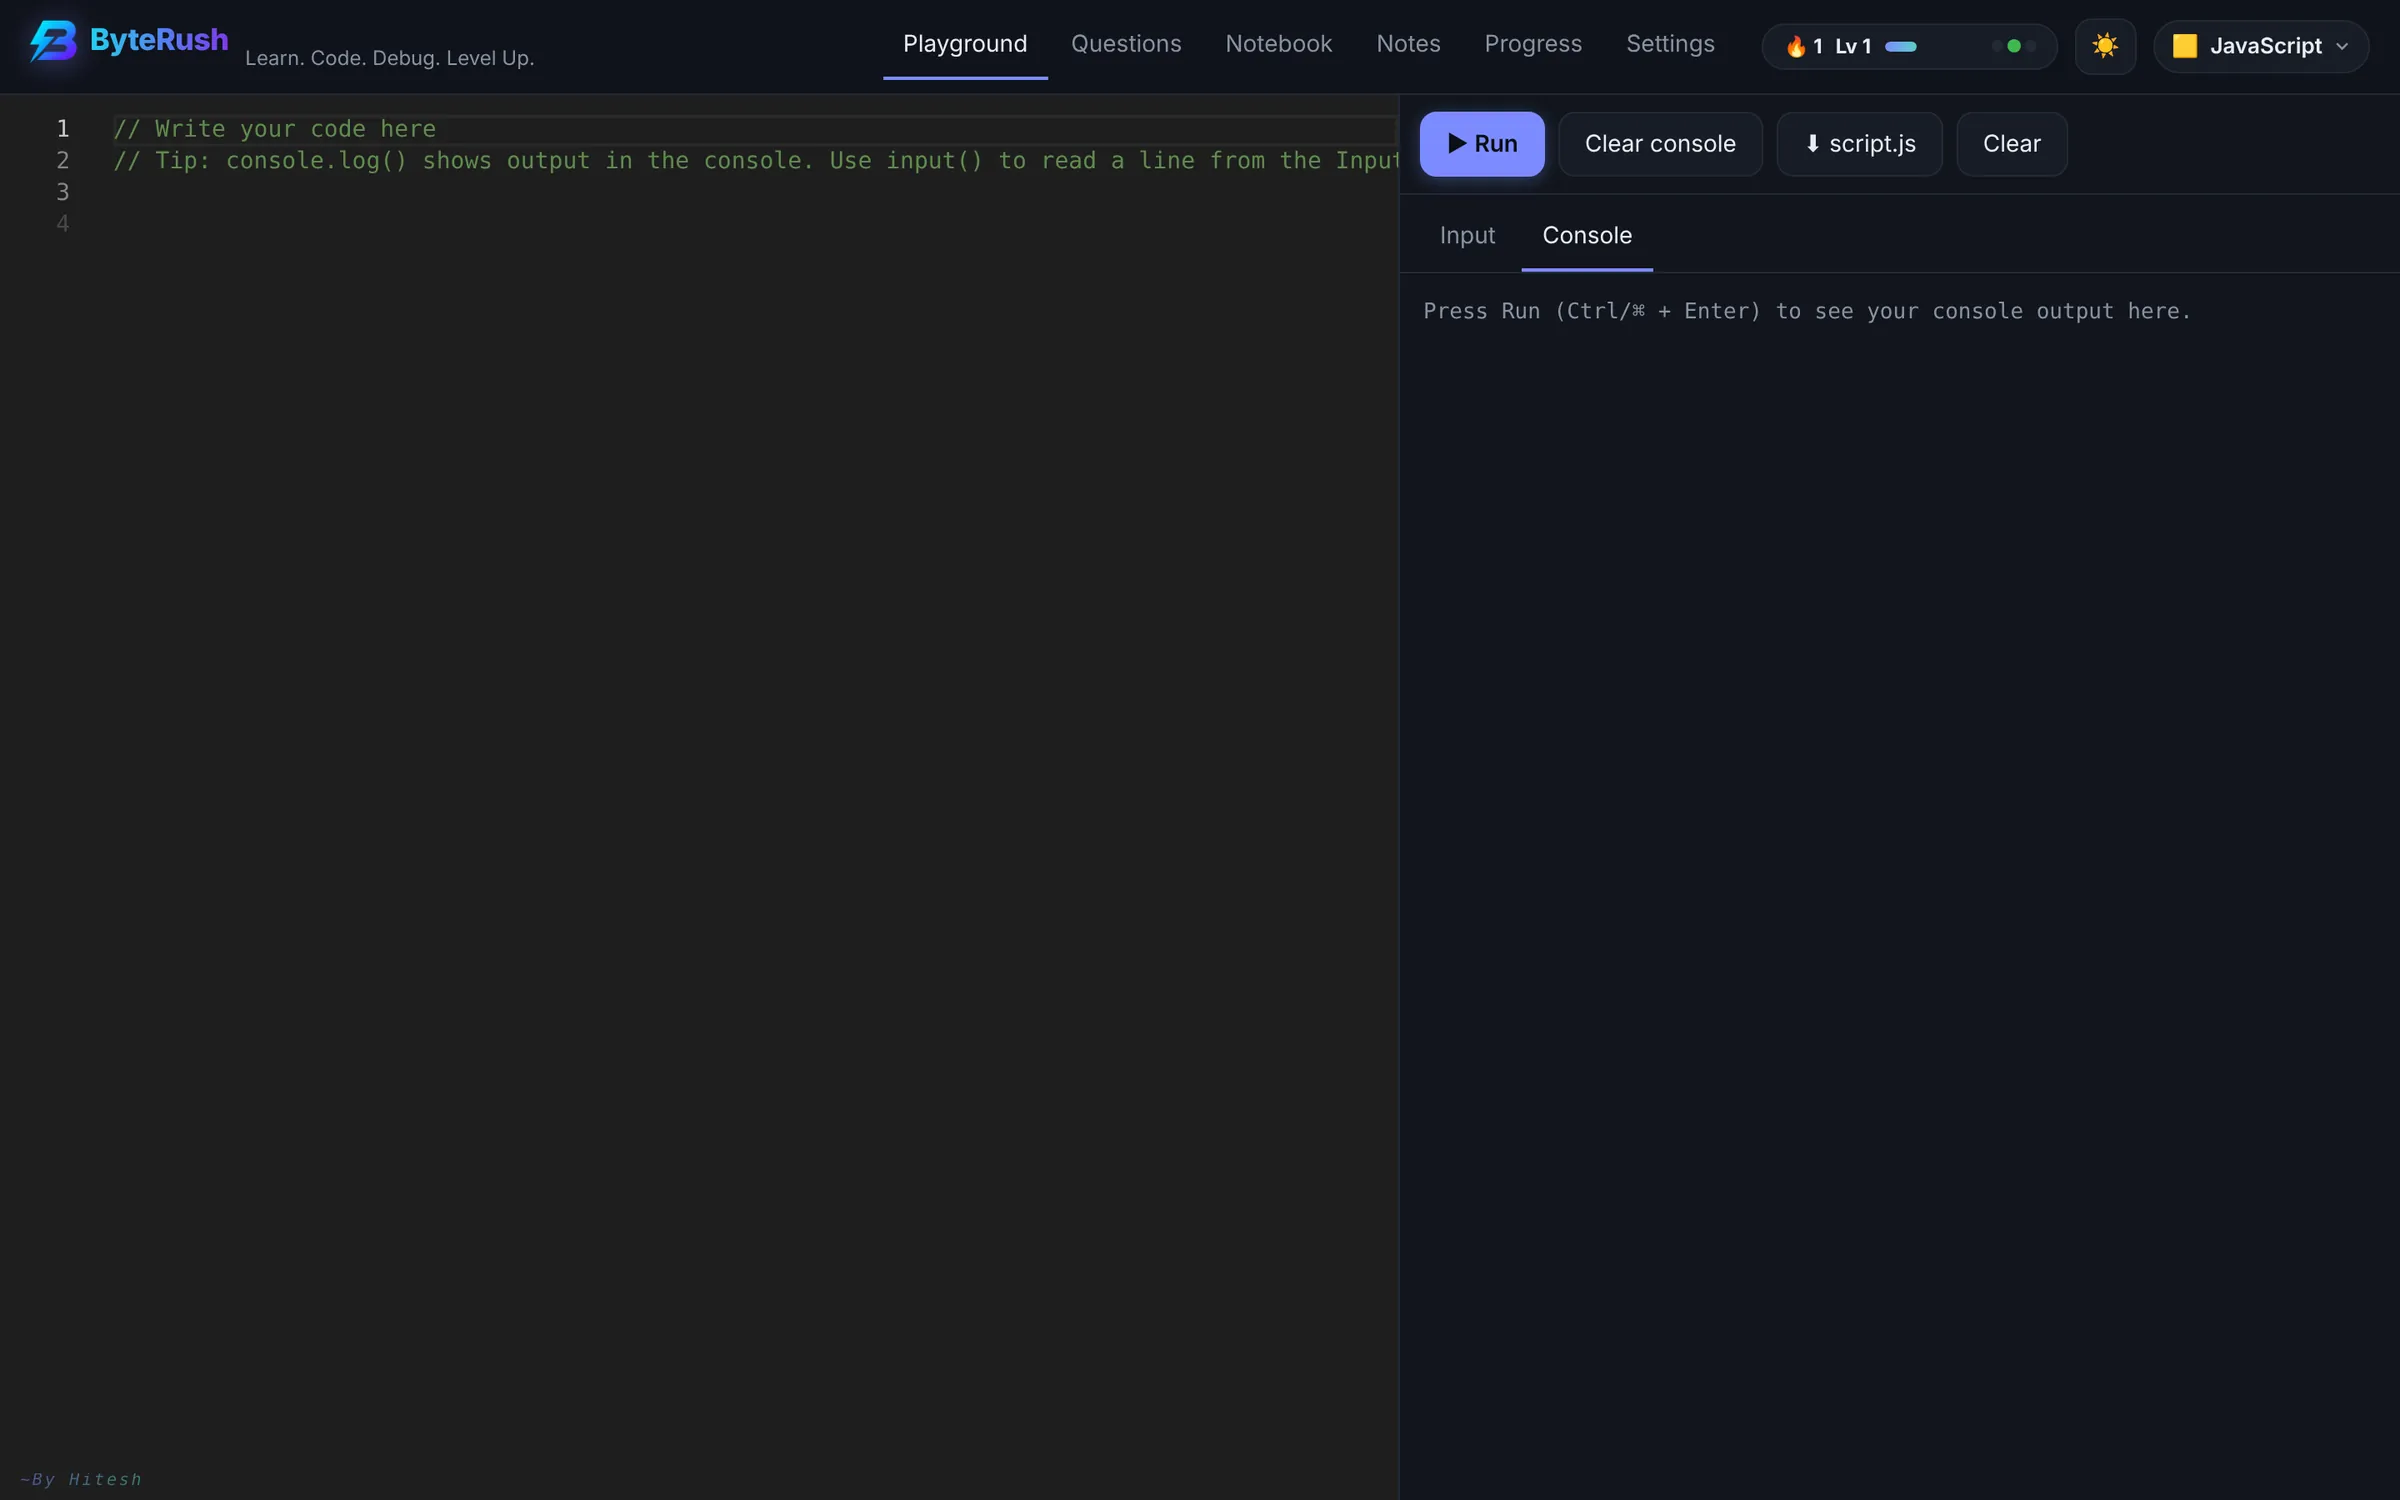 ByteRush Learn. Code. Debug. Level Up. Playground Questions Notebook Notes Progress Settings 1 Lv 1 JavaScript
1 // Write your code here
2 // Tip: console.log() shows output in the console. Use input() to read a line from the Input
3
4
Run Clear console script.js Clear
Input Console
Press Run (Ctrl/⌘ + Enter) to see your console output here.
~By Hitesh